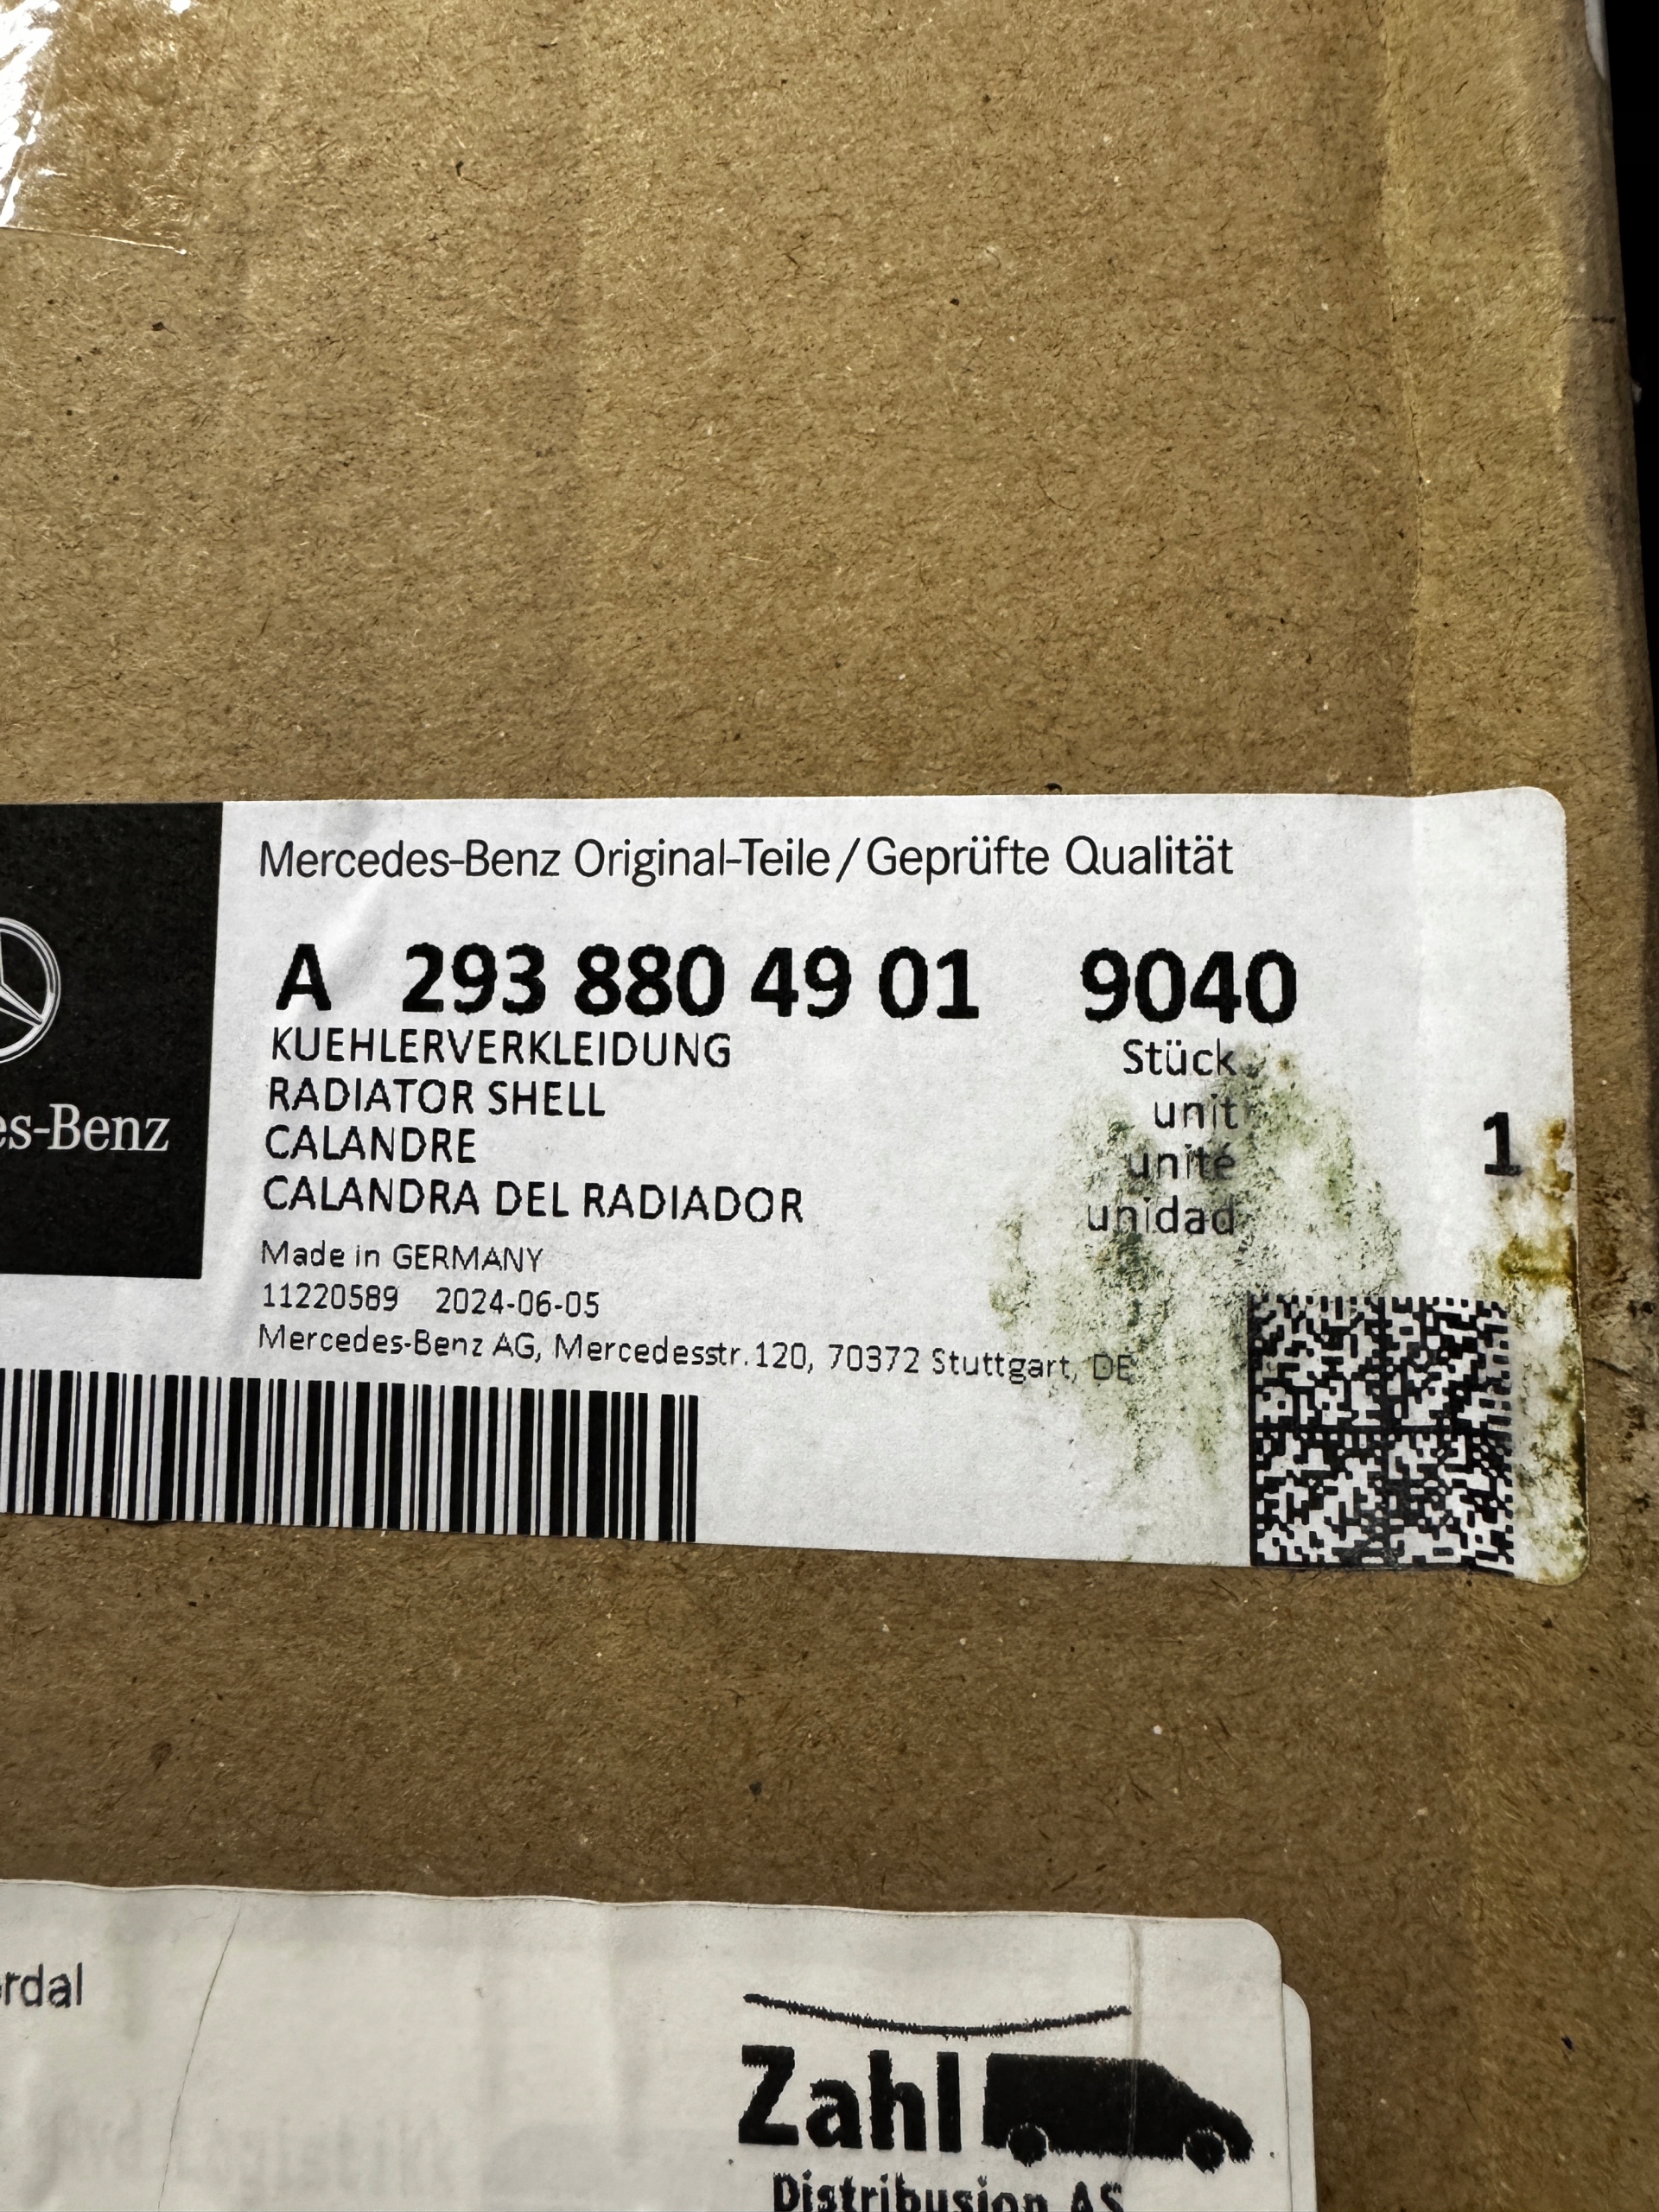 Mercedes-Benz Original-Teile/Geprüfte Qualität
A 293 880 49 01 9040
KUEHLERVERKLEIDUNG Stück
RADIATOR SHELL unit
CALANDRE unité 1
CALANDRA DEL RADIADOR unidad
es-Benz
Made in GERMANY
11220589 2024-06-05
Mercedes-Benz AG, Mercedesstr.120, 70372 Stuttgart, DE
rdal
Zahl
Distribusjon AS